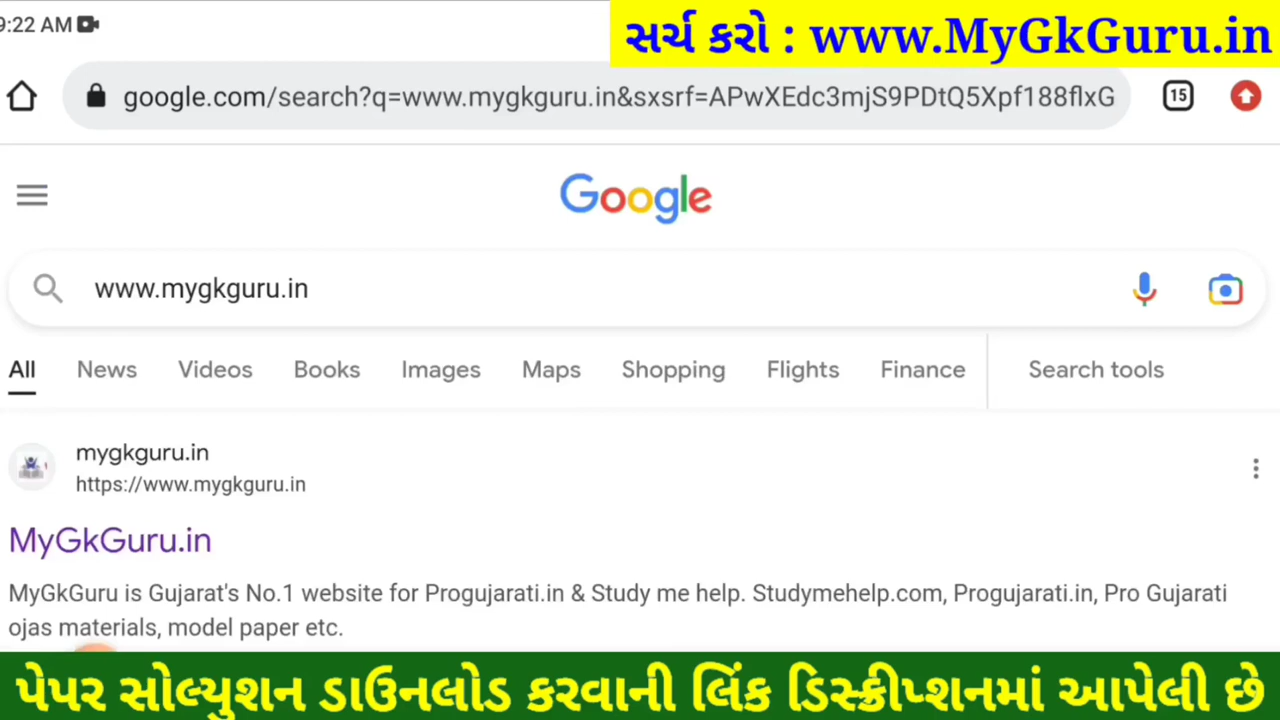 9:22 AM
સર્ચ કરો : www.MyGkGuru.in
google.com/search?q=www.mygkguru.in&sxsrf=APwXEdc3mjS9PDtQ5Xpf188flxG
15
Google
www.mygkguru.in
All News Videos Books Images Maps Shopping Flights Finance Search tools
mygkguru.in
https://www.mygkguru.in
MyGkGuru.in
MyGkGuru is Gujarat's No.1 website for Progujarati.in & Study me help. Studymehelp.com, Progujarati.in, Pro Gujarati
ojas materials, model paper etc.
પેપર સોલ્યુશન ડાઉનલોડ કરવાની લિંક ડિસ્ક્રીપ્શનમાં આપેલી છે